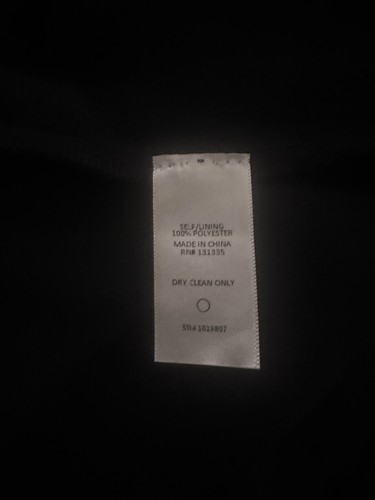 SELF/LINING
100% POLYESTER
MADE IN CHINA
RN# 131335
DRY CLEAN ONLY